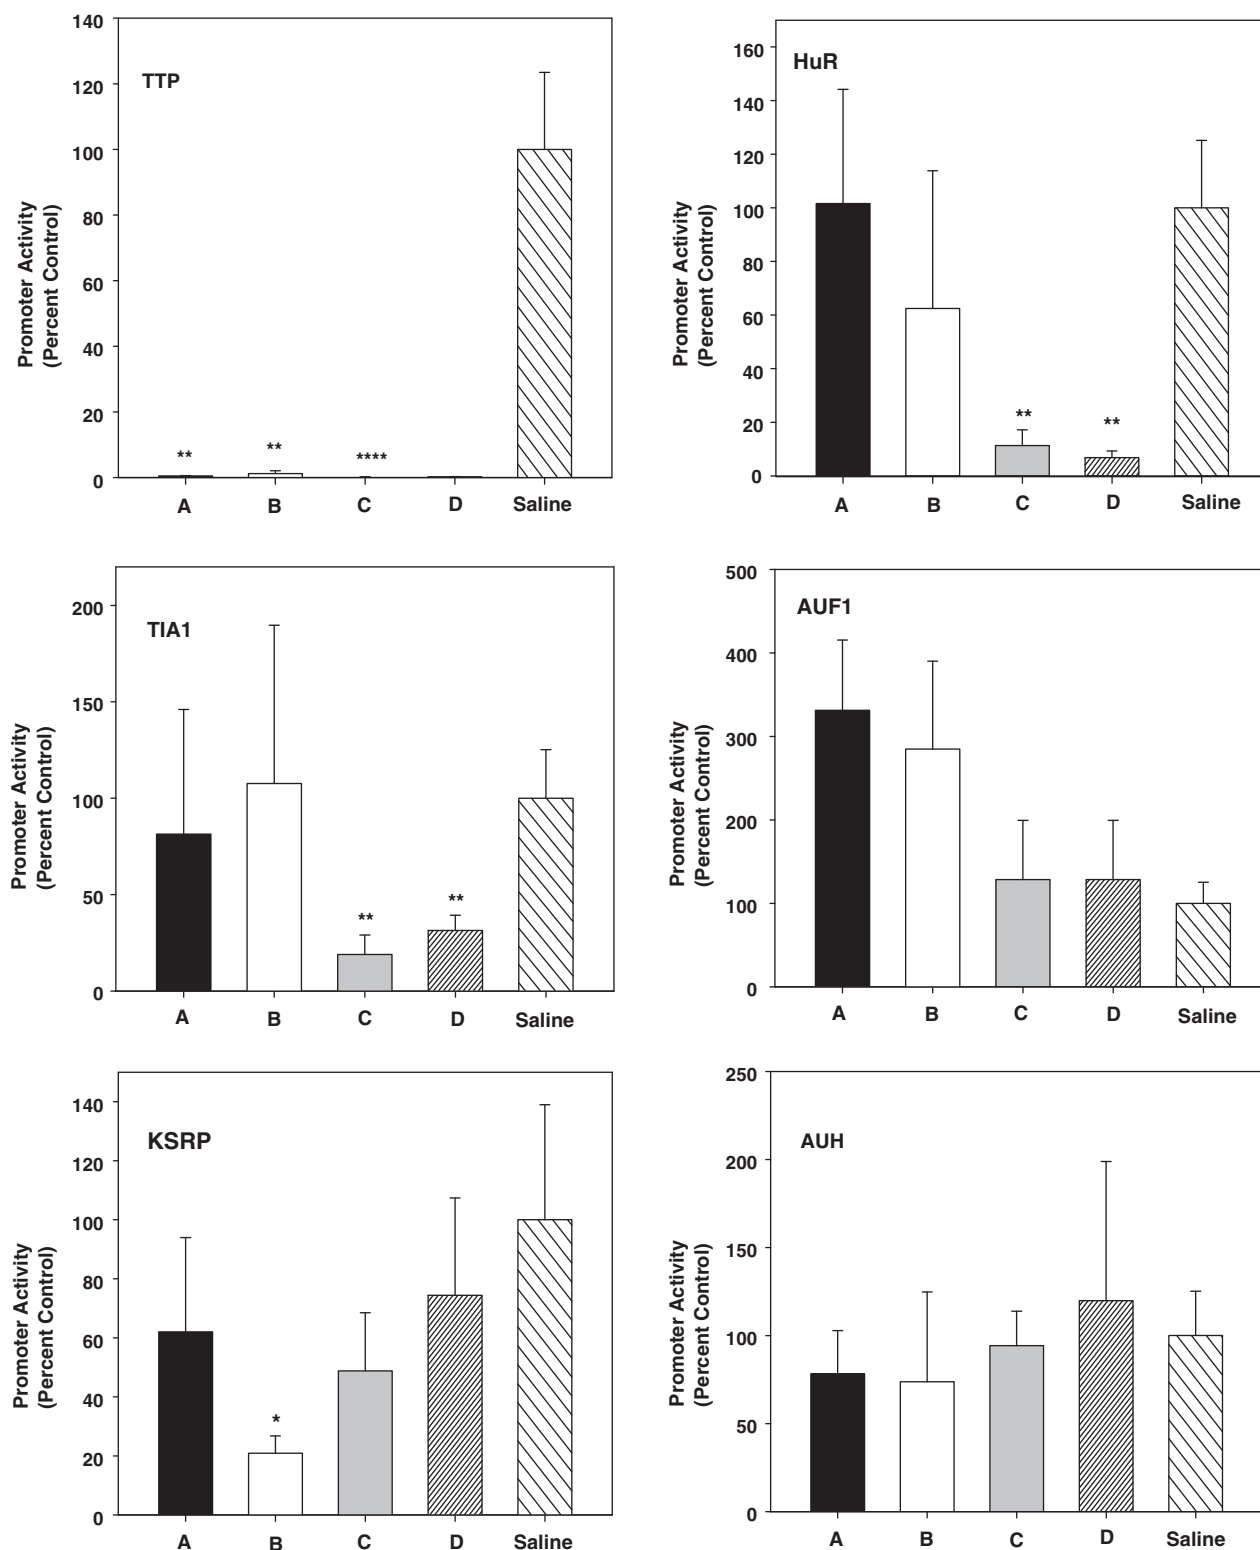 TTP
Promoter Activity
(Percent Control)
140
120
100
80
60
40
20
0
**
**
****
A
B
C
D
Saline
HuR
Promoter Activity
(Percent Control)
160
140
120
100
80
60
40
20
0
**
**
A
B
C
D
Saline
TIA1
Promoter Activity
(Percent Control)
200
150
100
50
0
**
**
A
B
C
D
Saline
AUF1
Promoter Activity
(Percent Control)
500
400
300
200
100
0
A
B
C
D
Saline
KSRP
Promoter Activity
(Percent Control)
140
120
100
80
60
40
20
0
*
A
B
C
D
Saline
AUH
Promoter Activity
(Percent Control)
250
200
150
100
50
0
A
B
C
D
Saline